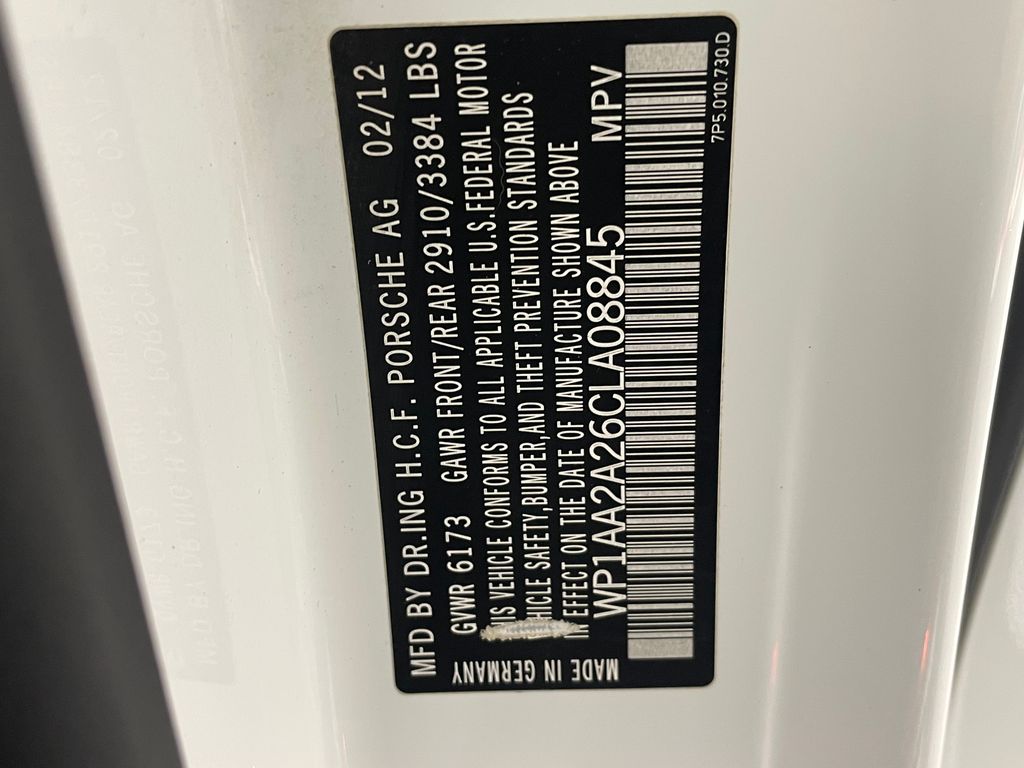 MFD BY DR.ING H.C.F. PORSCHE AG 02/12
GVWR 6173 GAWR FRONT/REAR 2910/3384 LBS
VEHICLE CONFORMS TO ALL APPLICABLE U.S.FEDERAL MOTOR
SAFETY,BUMPER,AND THEFT PREVENTION STANDARDS
IN EFFECT ON THE DATE OF MANUFACTURE SHOWN ABOVE
WP1AA2A26CLA08845 MPV
MADE IN GERMANY
7P5.010.730.D